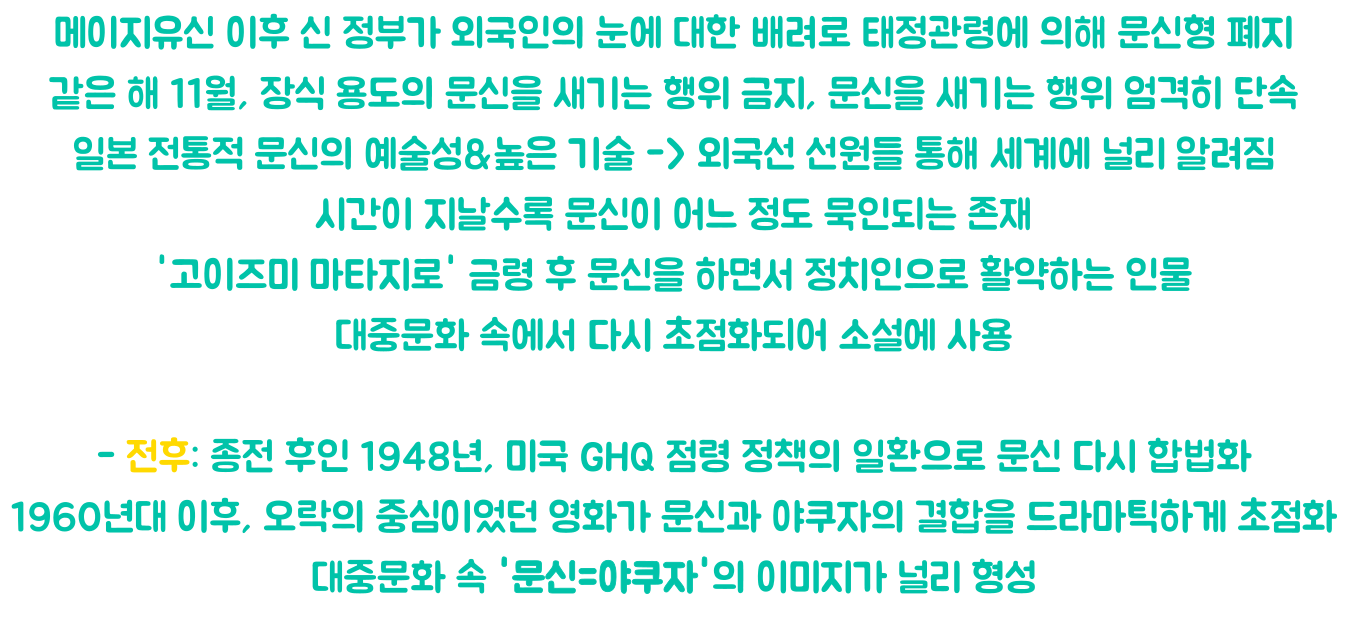 메이지유신 이후 신 정부가 외국인의 눈에 대한 배려로 태정관령에 의해 문신형 폐지
같은 해 11월, 장식 용도의 문신을 새기는 행위 금지, 문신을 새기는 행위 엄격히 단속
일본 전통적 문신의 예술성&높은 기술 -> 외국선 선원들 통해 세계에 널리 알려짐
시간이 지날수록 문신이 어느 정도 묵인되는 존재
'고이즈미 마타지로' 금령 후 문신을 하면서 정치인으로 활약하는 인물
대중문화 속에서 다시 초점화되어 소설에 사용
- 전후: 종전 후인 1948년, 미국 GHQ 점령 정책의 일환으로 문신 다시 합법화
1960년대 이후, 오락의 중심이었던 영화가 문신과 야쿠자의 결합을 드라마틱하게 초점화
대중문화 속 '문신=야쿠자'의 이미지가 널리 형성